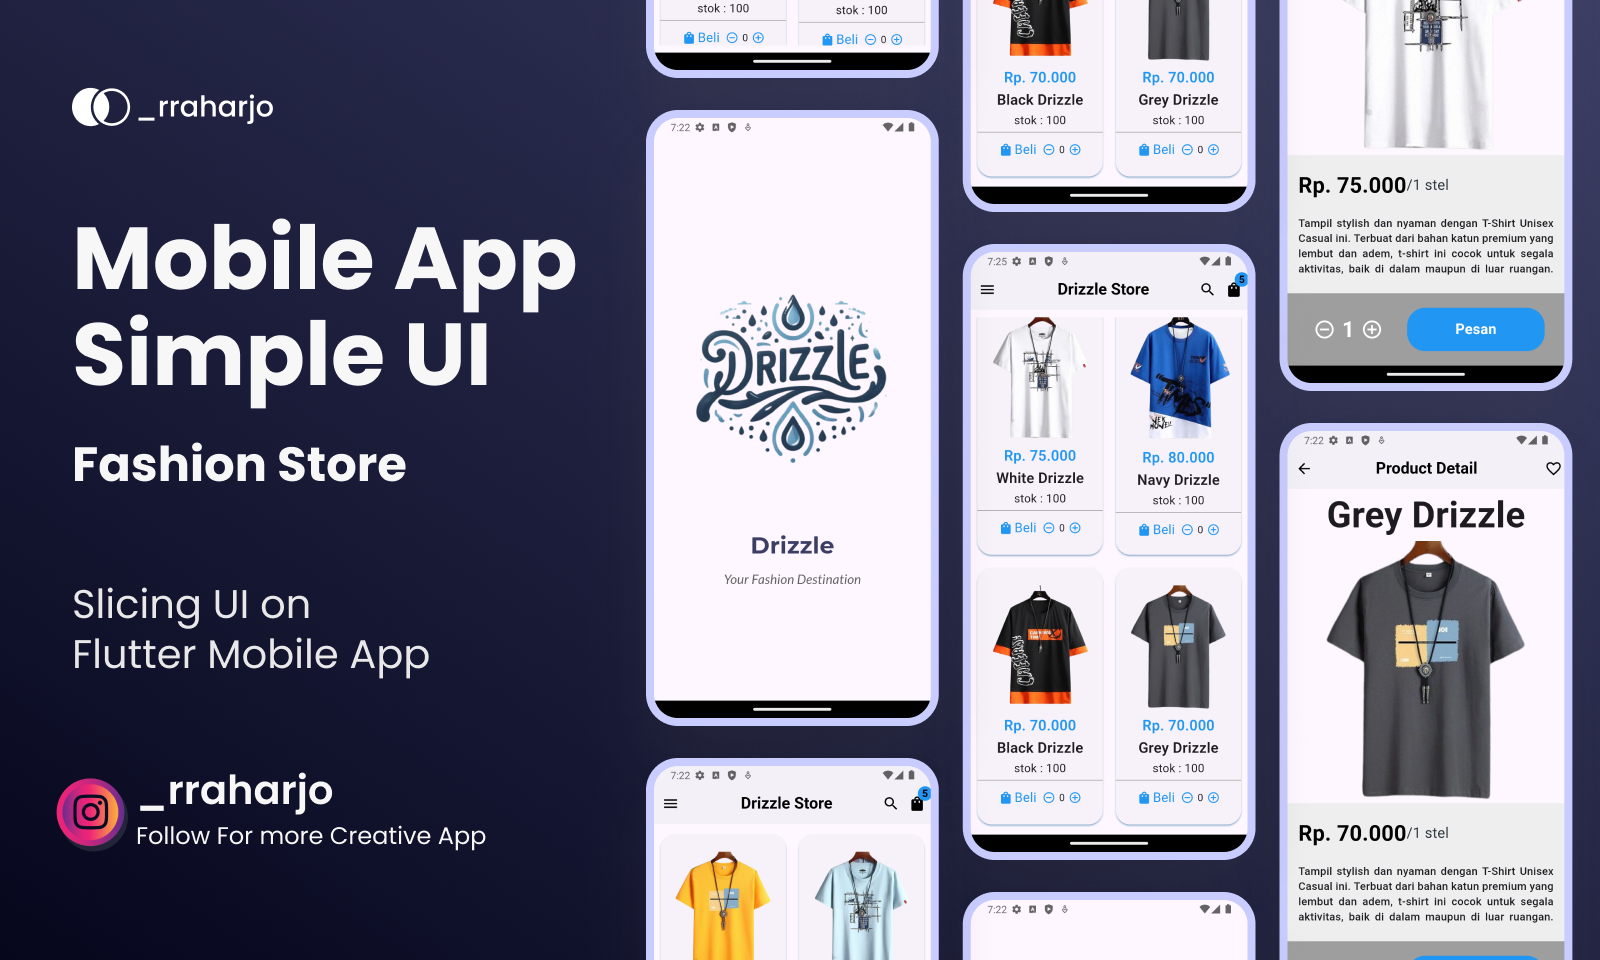 _rraharjo
Mobile App
Simple UI
Fashion Store
Slicing UI on
Flutter Mobile App
_rraharjo
Follow For more Creative App
stok : 100
stok : 100
Beli 0
Beli 0
7:22
DRIZZLE
Drizzle
Your Fashion Destination
7:22
Drizzle Store
5
Rp. 70.000
Rp. 70.000
Black Drizzle
Grey Drizzle
stok : 100
stok : 100
Beli 0
Beli 0
7:25
Drizzle Store
5
Rp. 75.000
Rp. 80.000
White Drizzle
Navy Drizzle
stok : 100
stok : 100
Beli 0
Beli 0
Rp. 70.000
Rp. 70.000
Black Drizzle
Grey Drizzle
stok : 100
stok : 100
Beli 0
Beli 0
7:22
Rp. 75.000/1 stel
Tampil stylish dan nyaman dengan T-Shirt Unisex
Casual ini. Terbuat dari bahan katun premium yang
lembut dan adem, t-shirt ini cocok untuk segala
aktivitas, baik di dalam maupun di luar ruangan.
1
Pesan
7:22
Product Detail
Grey Drizzle
Rp. 70.000/1 stel
Tampil stylish dan nyaman dengan T-Shirt Unisex
Casual ini. Terbuat dari bahan katun premium yang
lembut dan adem, t-shirt ini cocok untuk segala
aktivitas, baik di dalam maupun di luar ruangan.